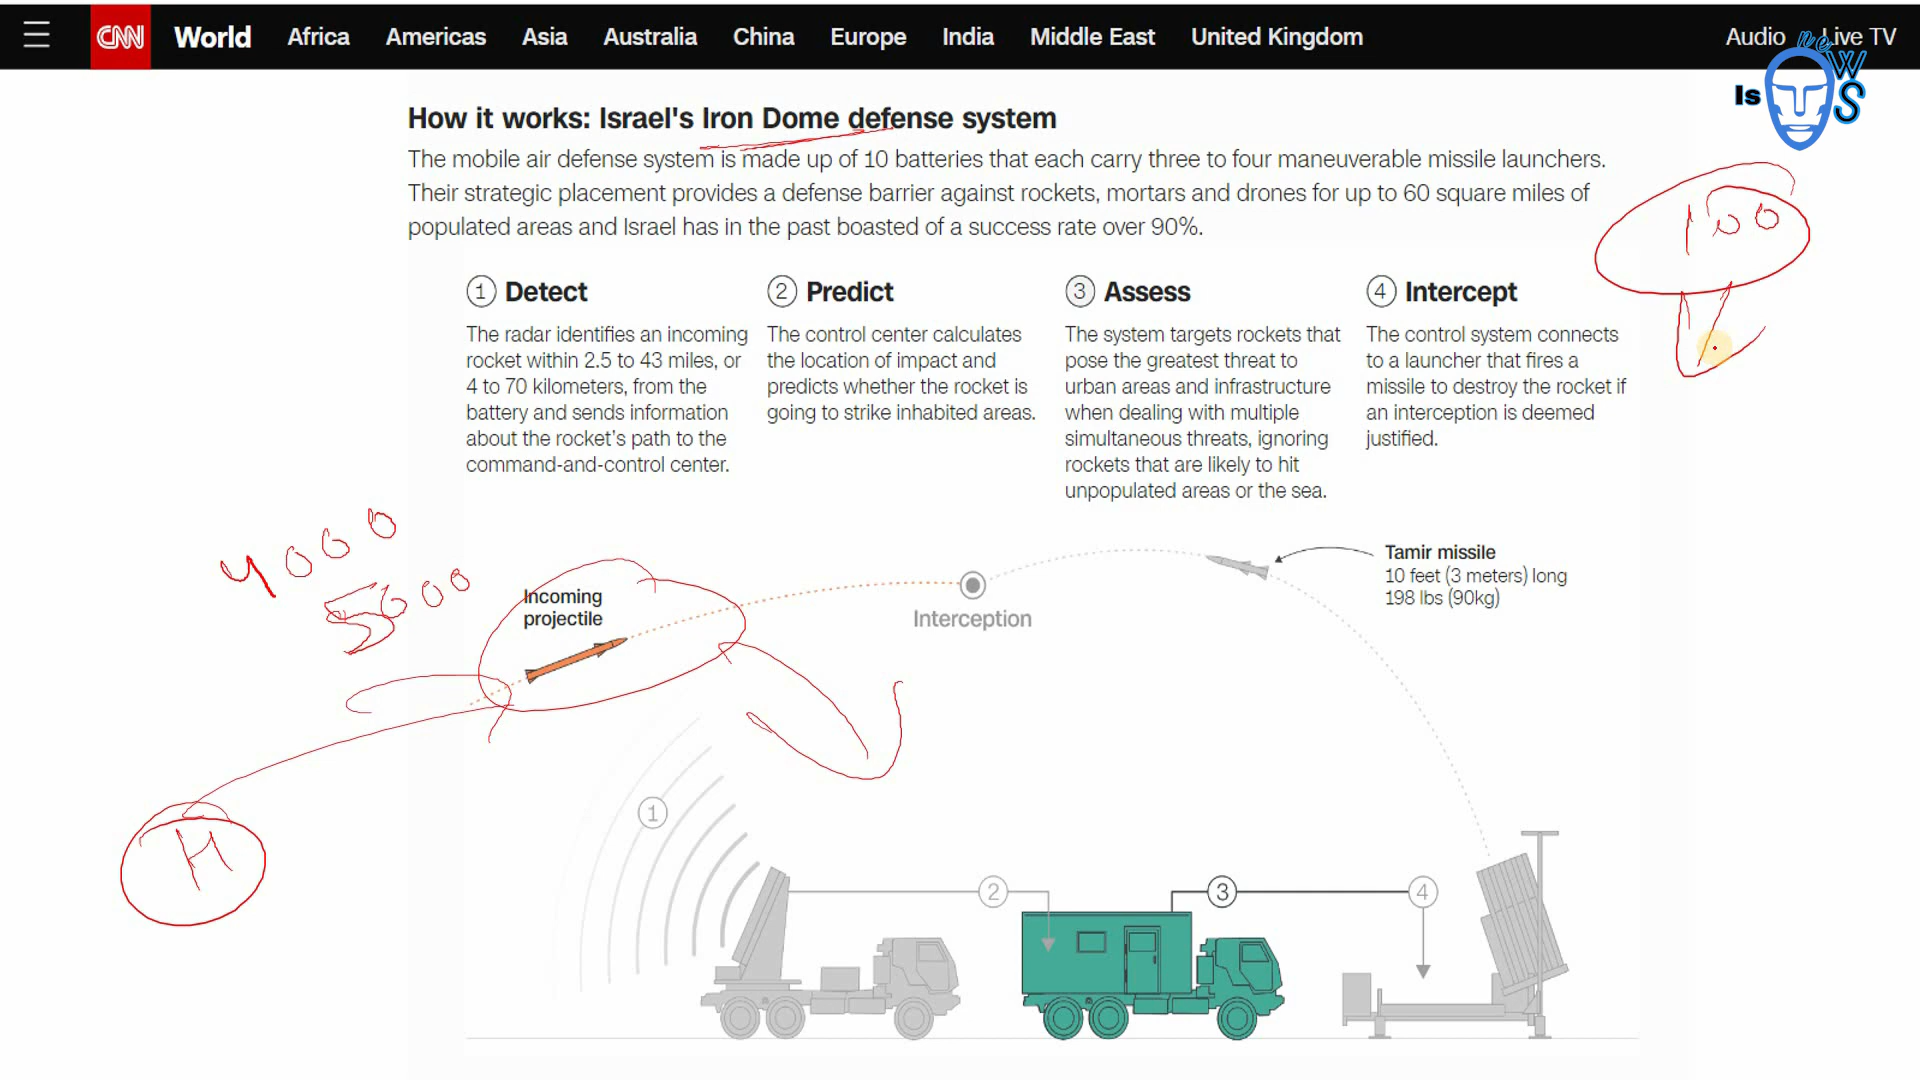 CNN World Africa Americas Asia Australia China Europe India Middle East United Kingdom Audio Live TV
Is news
How it works: Israel's Iron Dome defense system
The mobile air defense system is made up of 10 batteries that each carry three to four maneuverable missile launchers.
Their strategic placement provides a defense barrier against rockets, mortars and drones for up to 60 square miles of
populated areas and Israel has in the past boasted of a success rate over 90%.
100
1 Detect
The radar identifies an incoming
rocket within 2.5 to 43 miles, or
4 to 70 kilometers, from the
battery and sends information
about the rocket's path to the
command-and-control center.
2 Predict
The control center calculates
the location of impact and
predicts whether the rocket is
going to strike inhabited areas.
3 Assess
The system targets rockets that
pose the greatest threat to
urban areas and infrastructure
when dealing with multiple
simultaneous threats, ignoring
rockets that are likely to hit
unpopulated areas or the sea.
4 Intercept
The control system connects
to a launcher that fires a
missile to destroy the rocket if
an interception is deemed
justified.
4000
5000
Incoming
projectile
Interception
Tamir missile
10 feet (3 meters) long
198 lbs (90kg)
H
1
2
3
4